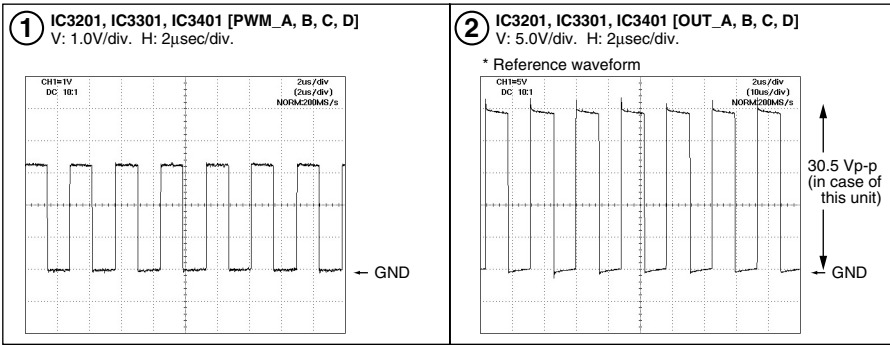 1 IC3201, IC3301, IC3401 [PWM_A, B, C, D]
V: 1.0V/div. H: 2μsec/div.
CH1=1V
DC 10:1
2us/div
(2us/div)
NORM:200MS/s
← GND
2 IC3201, IC3301, IC3401 [OUT_A, B, C, D]
V: 5.0V/div. H: 2μsec/div.
* Reference waveform
CH1=5V
DC 10:1
2us/div
(10us/div)
NORM:200MS/s
30.5 Vp-p
(in case of
this unit)
← GND